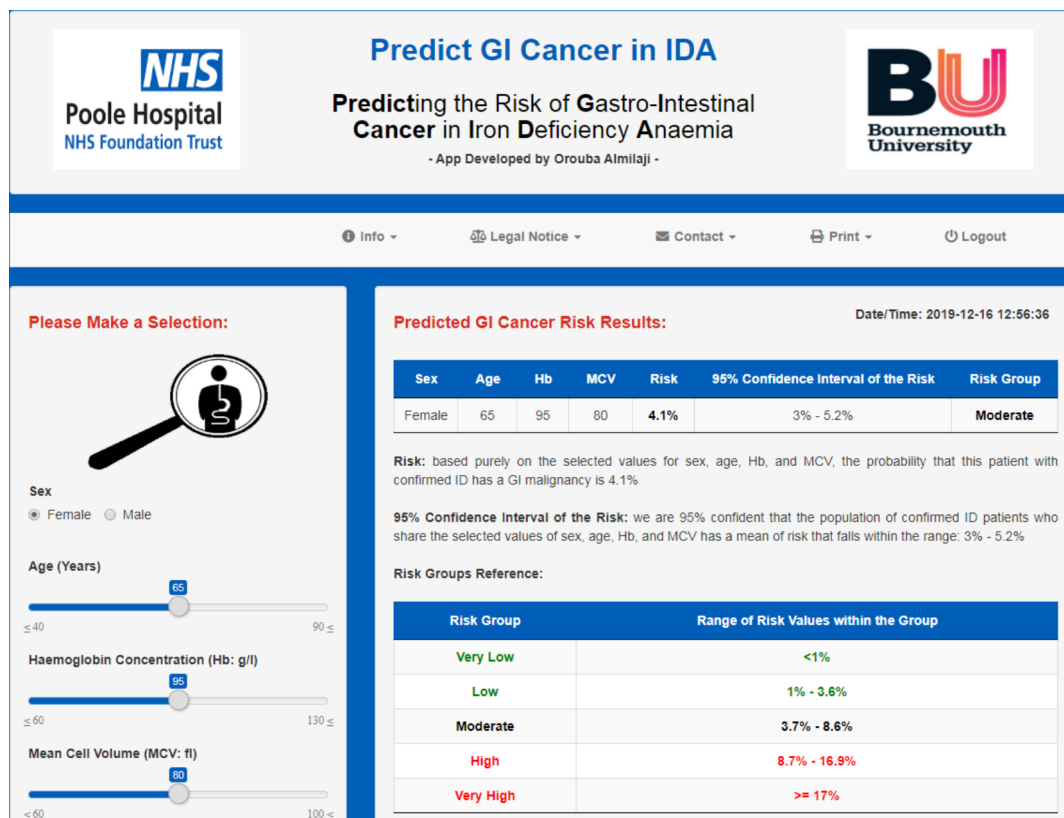 NHS
Poole Hospital
NHS Foundation Trust
Predict GI Cancer in IDA
Predicting the Risk of Gastro-Intestinal
Cancer in Iron Deficiency Anaemia
- App Developed by Orouba Almilaji -
BU
Bournemouth
University
Info
Legal Notice
Contact
Print
Logout
Please Make a Selection:
Sex
Female Male
Age (Years)
65
≤ 40 90 ≤
Haemoglobin Concentration (Hb: g/l)
95
≤ 60 130 ≤
Mean Cell Volume (MCV: fl)
80
≤ 60 100 ≤
Predicted GI Cancer Risk Results:
Date/Time: 2019-12-16 12:56:36
Sex Age Hb MCV Risk 95% Confidence Interval of the Risk Risk Group
Female 65 95 80 4.1% 3% - 5.2% Moderate
Risk: based purely on the selected values for sex, age, Hb, and MCV, the probability that this patient with
confirmed ID has a GI malignancy is 4.1%
95% Confidence Interval of the Risk: we are 95% confident that the population of confirmed ID patients who
share the selected values of sex, age, Hb, and MCV has a mean of risk that falls within the range: 3% - 5.2%
Risk Groups Reference:
Risk Group Range of Risk Values within the Group
Very Low <1%
Low 1% - 3.6%
Moderate 3.7% - 8.6%
High 8.7% - 16.9%
Very High >= 17%